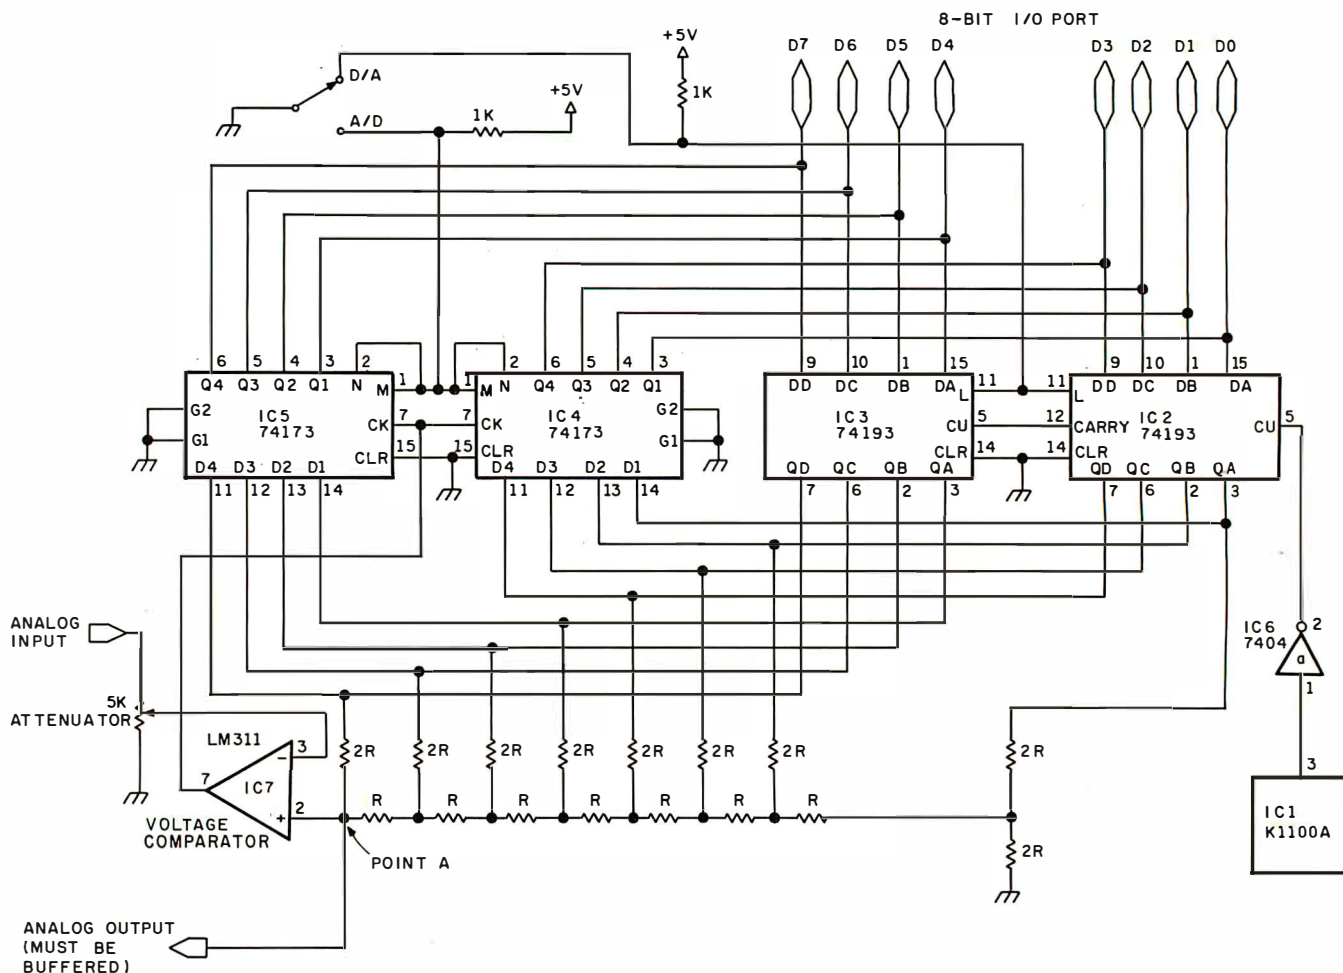 8-BIT I/O PORT
+5V
D7 D6 D5 D4 D3 D2 D1 D0
D/A
+5V
1K
A/D
1K
6 5 4 3 2
2 6 5 4 3
9 10 1 15
9 10 1 15
Q4 Q3 Q2 Q1 N
M 1
1 M
N Q4 Q3 Q2 Q1
DD DC DB DA
L 11
11 L
DD DC DB DA
G2
IC5
74173
CK 7
7 CK
IC4
74173
G2
IC3
74193
CU 5
12 CARRY
IC2
74193
CU 5
G1
G1
CLR 15
15 CLR
CLR 14
14 CLR
D4 D3 D2 D1
D4 D3 D2 D1
QD QC QB QA
QD QC QB QA
11 12 13 14
11 12 13 14
7 6 2 3
7 6 2 3
ANALOG
INPUT
IC6
7404
2
a
1
5K
ATTENUATOR
LM311
3
−
7
IC7
2
+
VOLTAGE
COMPARATOR
2R 2R 2R 2R 2R 2R 2R 2R
R R R R R R R
2R
POINT A
3
IC1
K1100A
ANALOG OUTPUT
(MUST BE
BUFFERED)